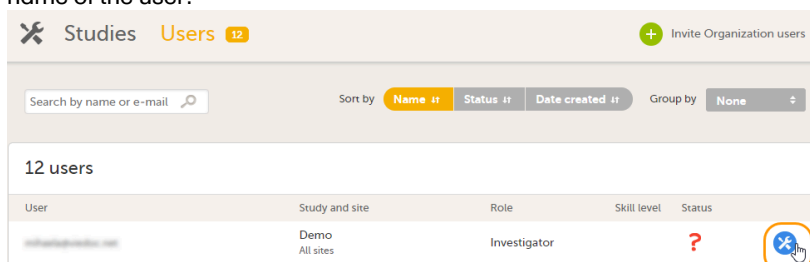 name of the user.
Studies Users 12 Invite Organization users
Search by name or e-mail Sort by Name Status Date created Group by None
12 users
User Study and site Role Skill level Status
Demo Investigator ?
All sites